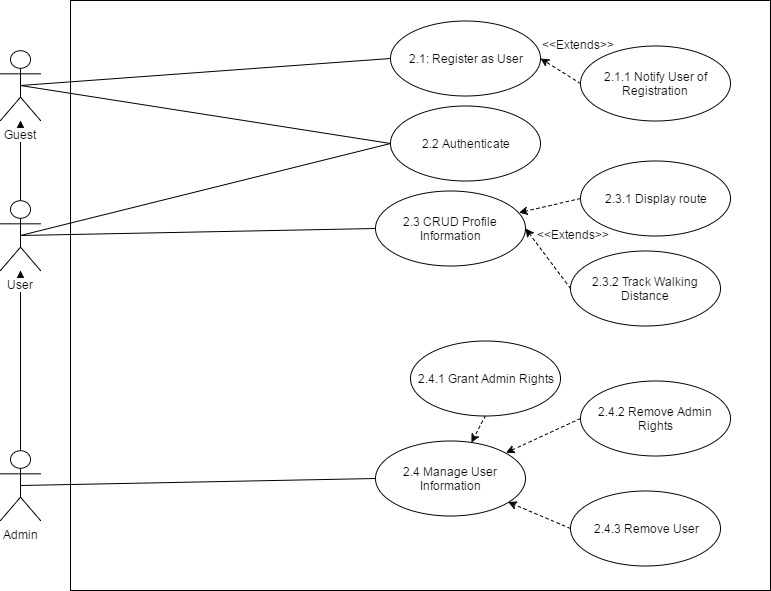 <<Extends>>
2.1: Register as User
2.1.1 Notify User of
Registration
Guest
2.2 Authenticate
2.3.1 Display route
2.3 CRUD Profile
Information
<<Extends>>
User
2.3.2 Track Walking
Distance
2.4.1 Grant Admin Rights
2.4.2 Remove Admin
Rights
2.4 Manage User
Information
2.4.3 Remove User
Admin